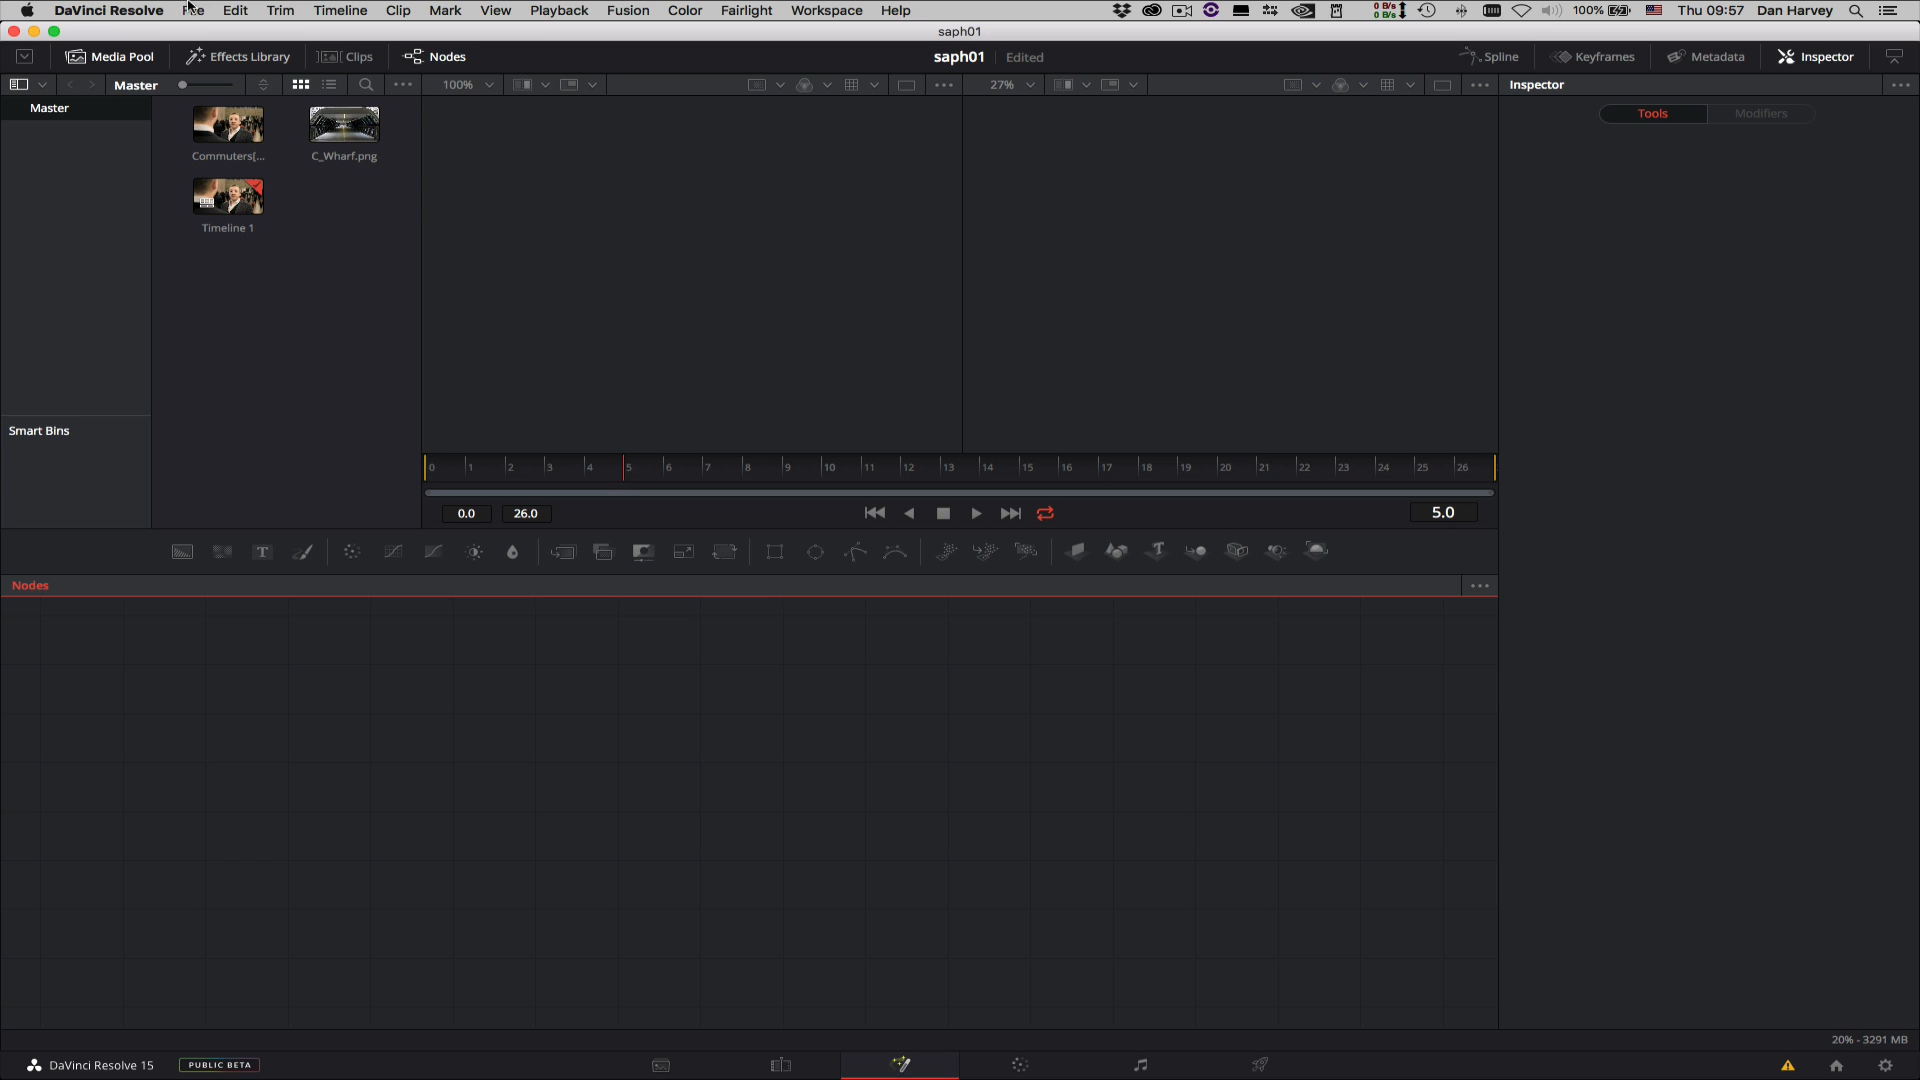 DaVinci Resolve Edit Trim Timeline Clip Mark View Playback Fusion Color Fairlight Workspace Help 0 B/s 0 B/s 100% Thu 09:57 Dan Harvey
saph01
Media Pool Effects Library Clips Nodes saph01 Edited Spline Keyframes Metadata Inspector
Master 100% 27% Inspector
Master
Tools Modifiers
Commuters[... C_Wharf.png
Timeline 1
Smart Bins
0 1 2 3 4 5 6 7 8 9 10 11 12 13 14 15 16 17 18 19 20 21 22 23 24 25 26
0.0 26.0 5.0
T T
Nodes
20% - 3291 MB
DaVinci Resolve 15 PUBLIC BETA